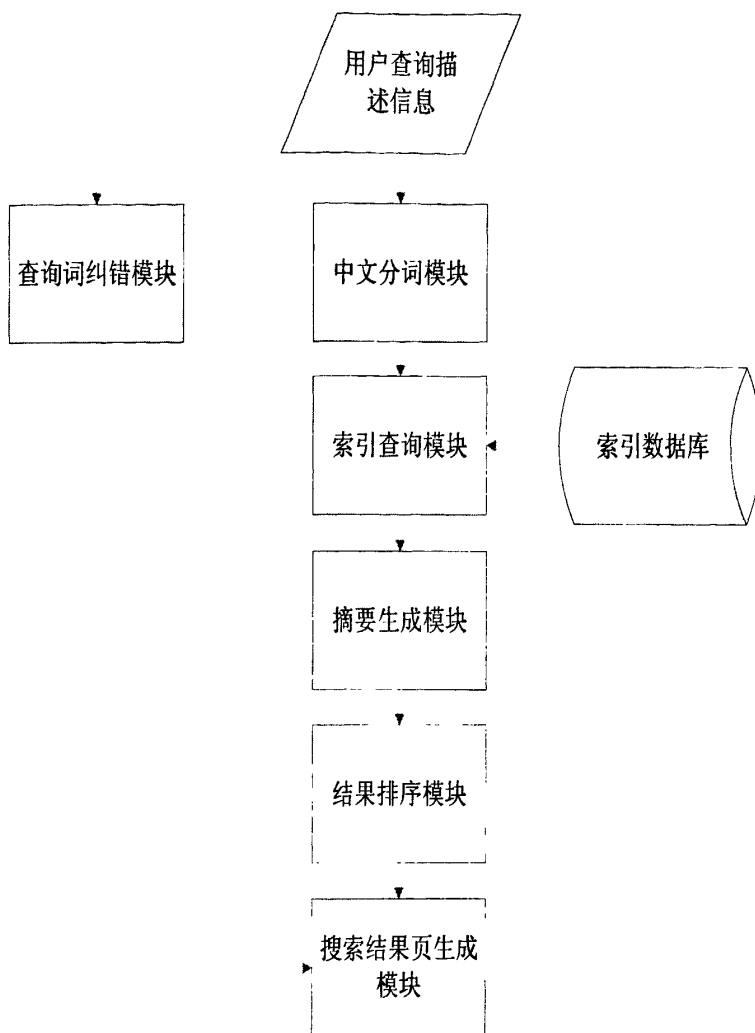 用户查询描
述信息
查询词纠错模块
中文分词模块
索引查询模块
索引数据库
摘要生成模块
结果排序模块
搜索结果页生成
模块